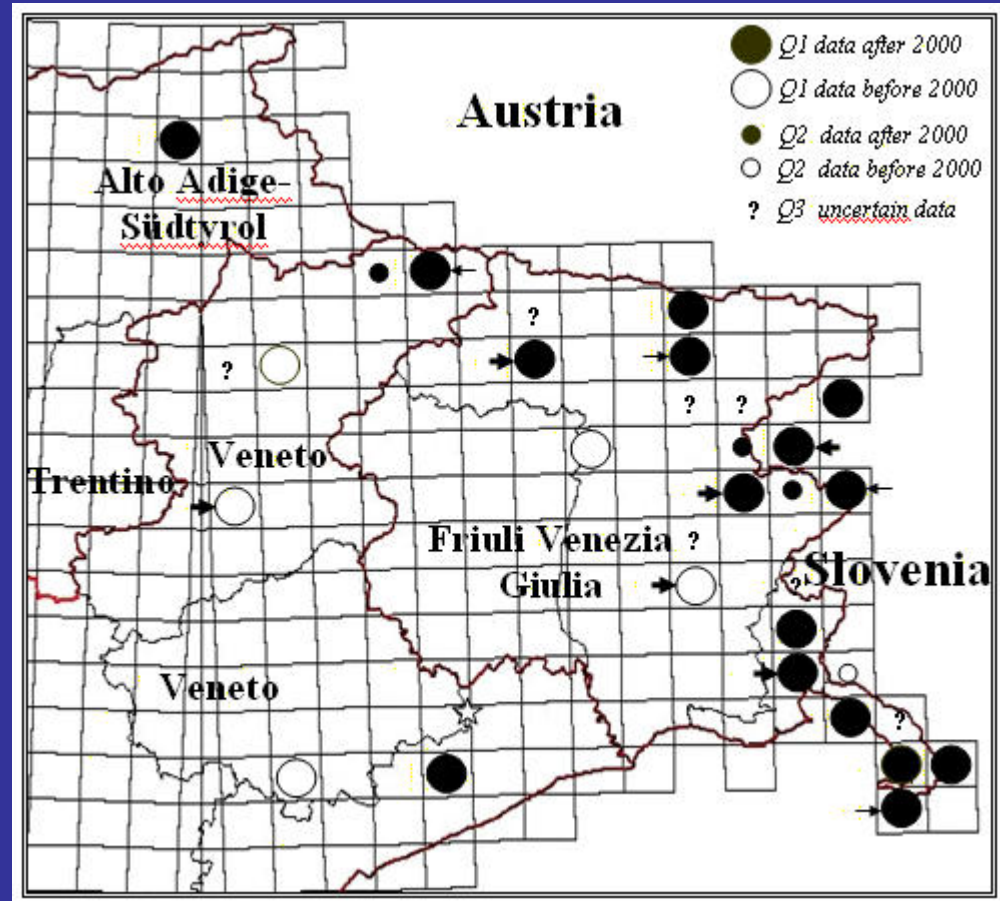 Q1 data after 2000
Q1 data before 2000
Q2 data after 2000
Q2 data before 2000
? Q3 uncertain data
Austria
Alto Adige-
Südtyrol
?
?
? ?
Veneto
Trentino
Friuli Venezia ?
Giulia
? Slovenia
Veneto
?